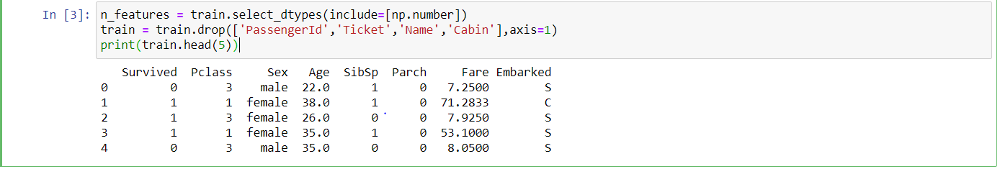 In [3]: n_features = train.select_dtypes(include=[np.number])
train = train.drop(['PassengerId','Ticket','Name','Cabin'],axis=1)
print(train.head(5))
Survived Pclass Sex Age SibSp Parch Fare Embarked
0 0 3 male 22.0 1 0 7.2500 S
1 1 1 female 38.0 1 0 71.2833 C
2 1 3 female 26.0 0 0 7.9250 S
3 1 1 female 35.0 1 0 53.1000 S
4 0 3 male 35.0 0 0 8.0500 S